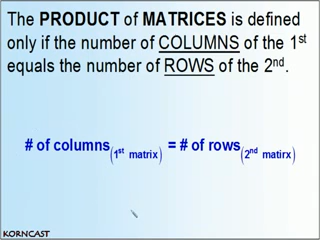 The PRODUCT of MATRICES is defined
only if the number of COLUMNS of the 1st
equals the number of ROWS of the 2nd.
# of columns(1st matrix) = # of rows(2nd matirx)
KORNCAST